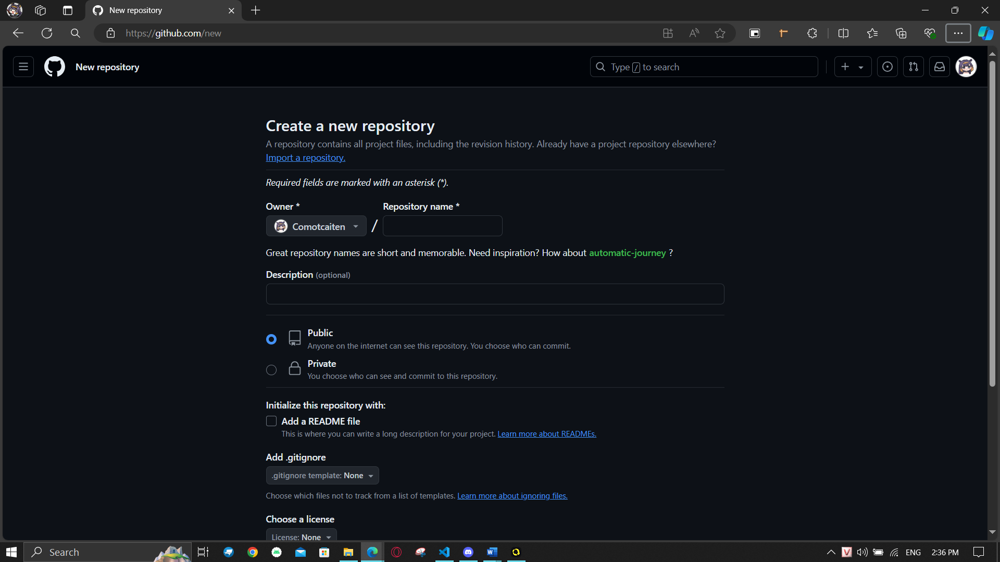 New repository
https://github.com/new
New repository
Type / to search
Create a new repository
A repository contains all project files, including the revision history. Already have a project repository elsewhere?
Import a repository.
Required fields are marked with an asterisk (*).
Owner * Repository name *
Comotcaiten /
Great repository names are short and memorable. Need inspiration? How about automatic-journey ?
Description (optional)
Public
Anyone on the internet can see this repository. You choose who can commit.
Private
You choose who can see and commit to this repository.
Initialize this repository with:
Add a README file
This is where you can write a long description for your project. Learn more about READMEs.
Add .gitignore
.gitignore template: None
Choose which files not to track from a list of templates. Learn more about ignoring files.
Choose a license
License: None
Search ENG 2:36 PM